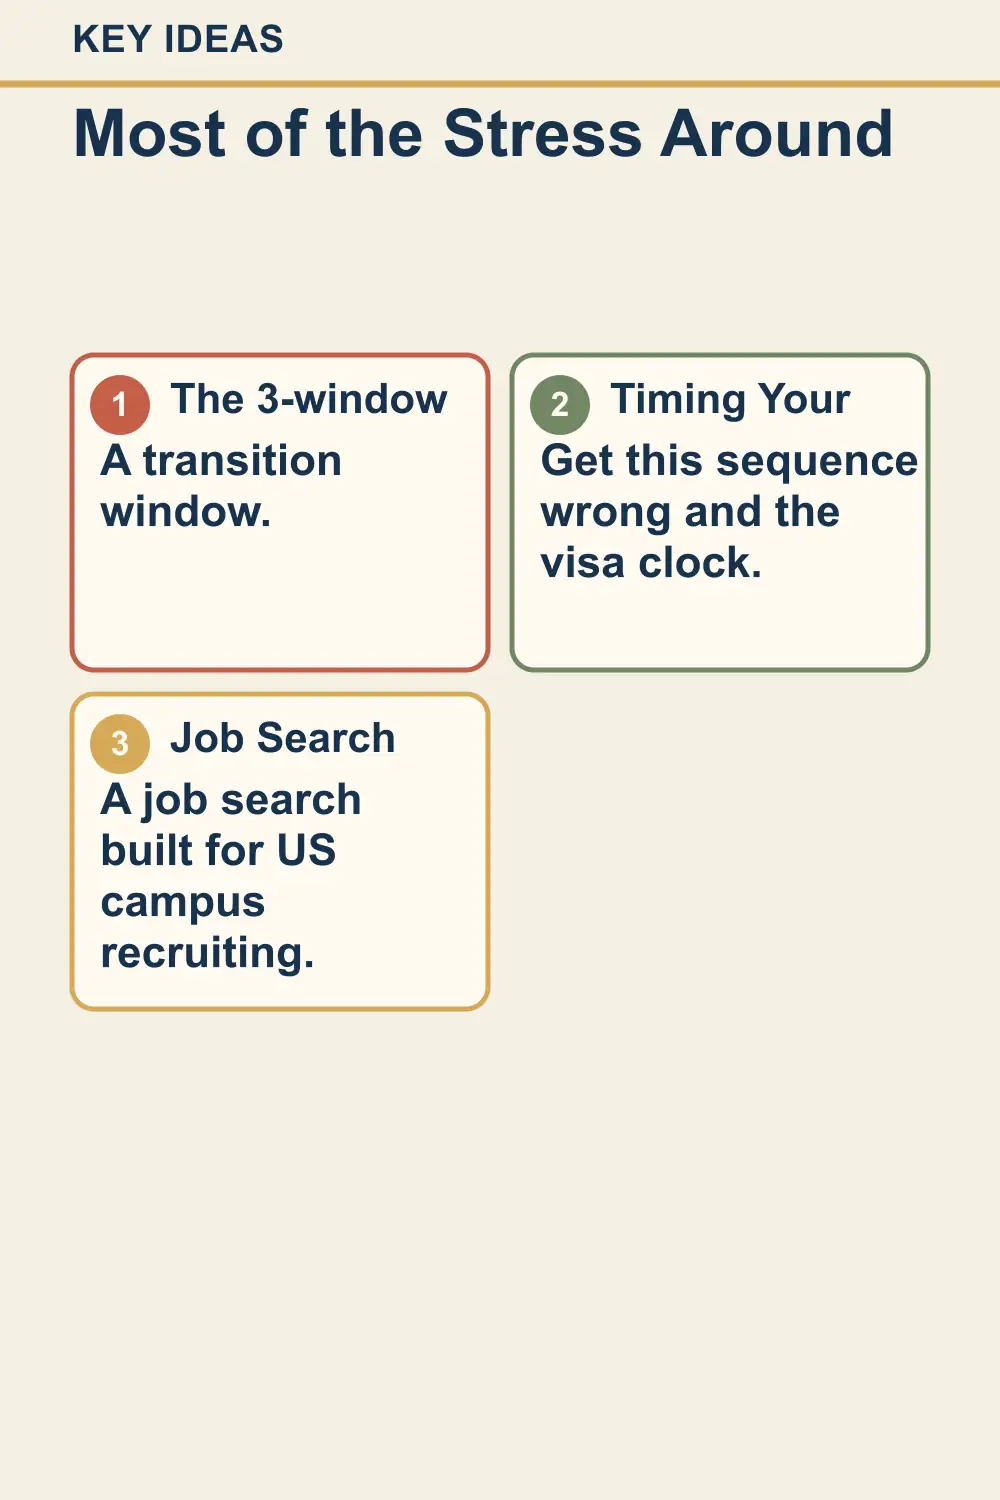 KEY IDEAS
Most of the Stress Around
1 The 3-window
A transition
window.
2 Timing Your
Get this sequence
wrong and the
visa clock.
3 Job Search
A job search
built for US
campus
recruiting.